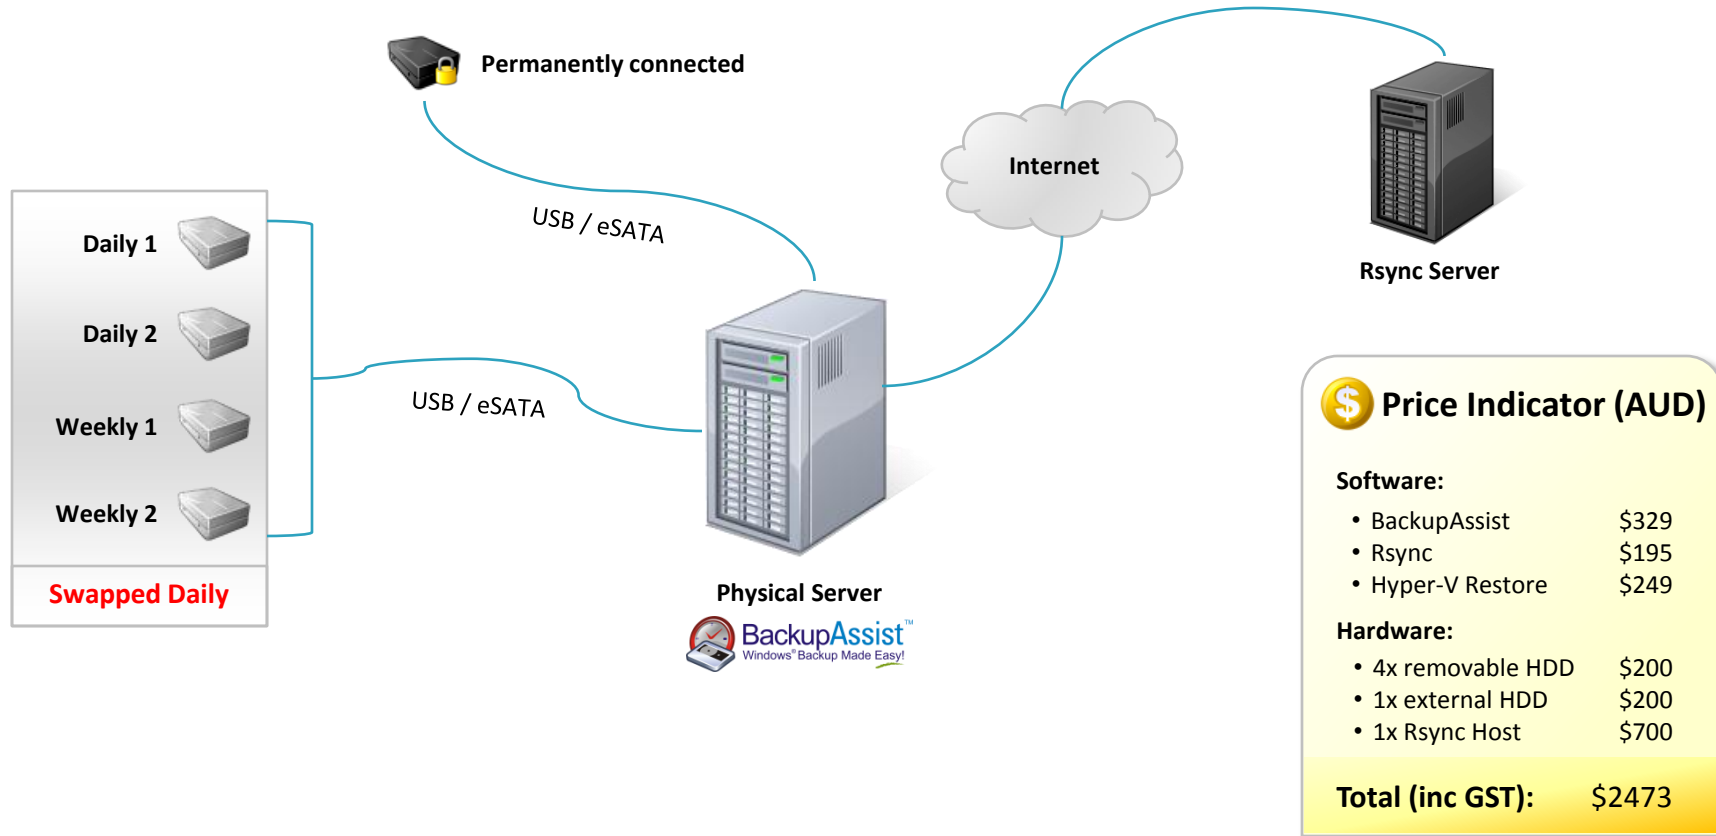 Permanently connected
Internet
USB / eSATA
Daily 1
Daily 2
Weekly 1
Weekly 2
Swapped Daily
USB / eSATA
Rsync Server
Physical Server
BackupAssist™
Windows® Backup Made Easy!
$ Price Indicator (AUD)
Software:
• BackupAssist $329
• Rsync $195
• Hyper-V Restore $249
Hardware:
• 4x removable HDD $200
• 1x external HDD $200
• 1x Rsync Host $700
Total (inc GST): $2473